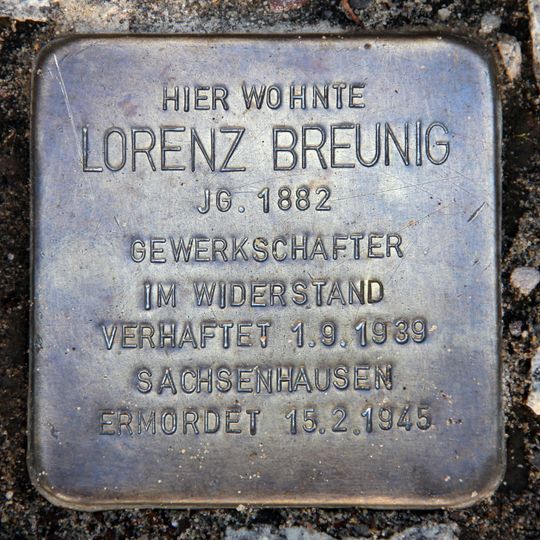 HIER WOHNTE
LORENZ BREUNIG
JG. 1882
GEWERKSCHAFTER
IM WIDERSTAND
VERHAFTET 1.9.1939
SACHSENHAUSEN
ERMORDET 15.2.1945